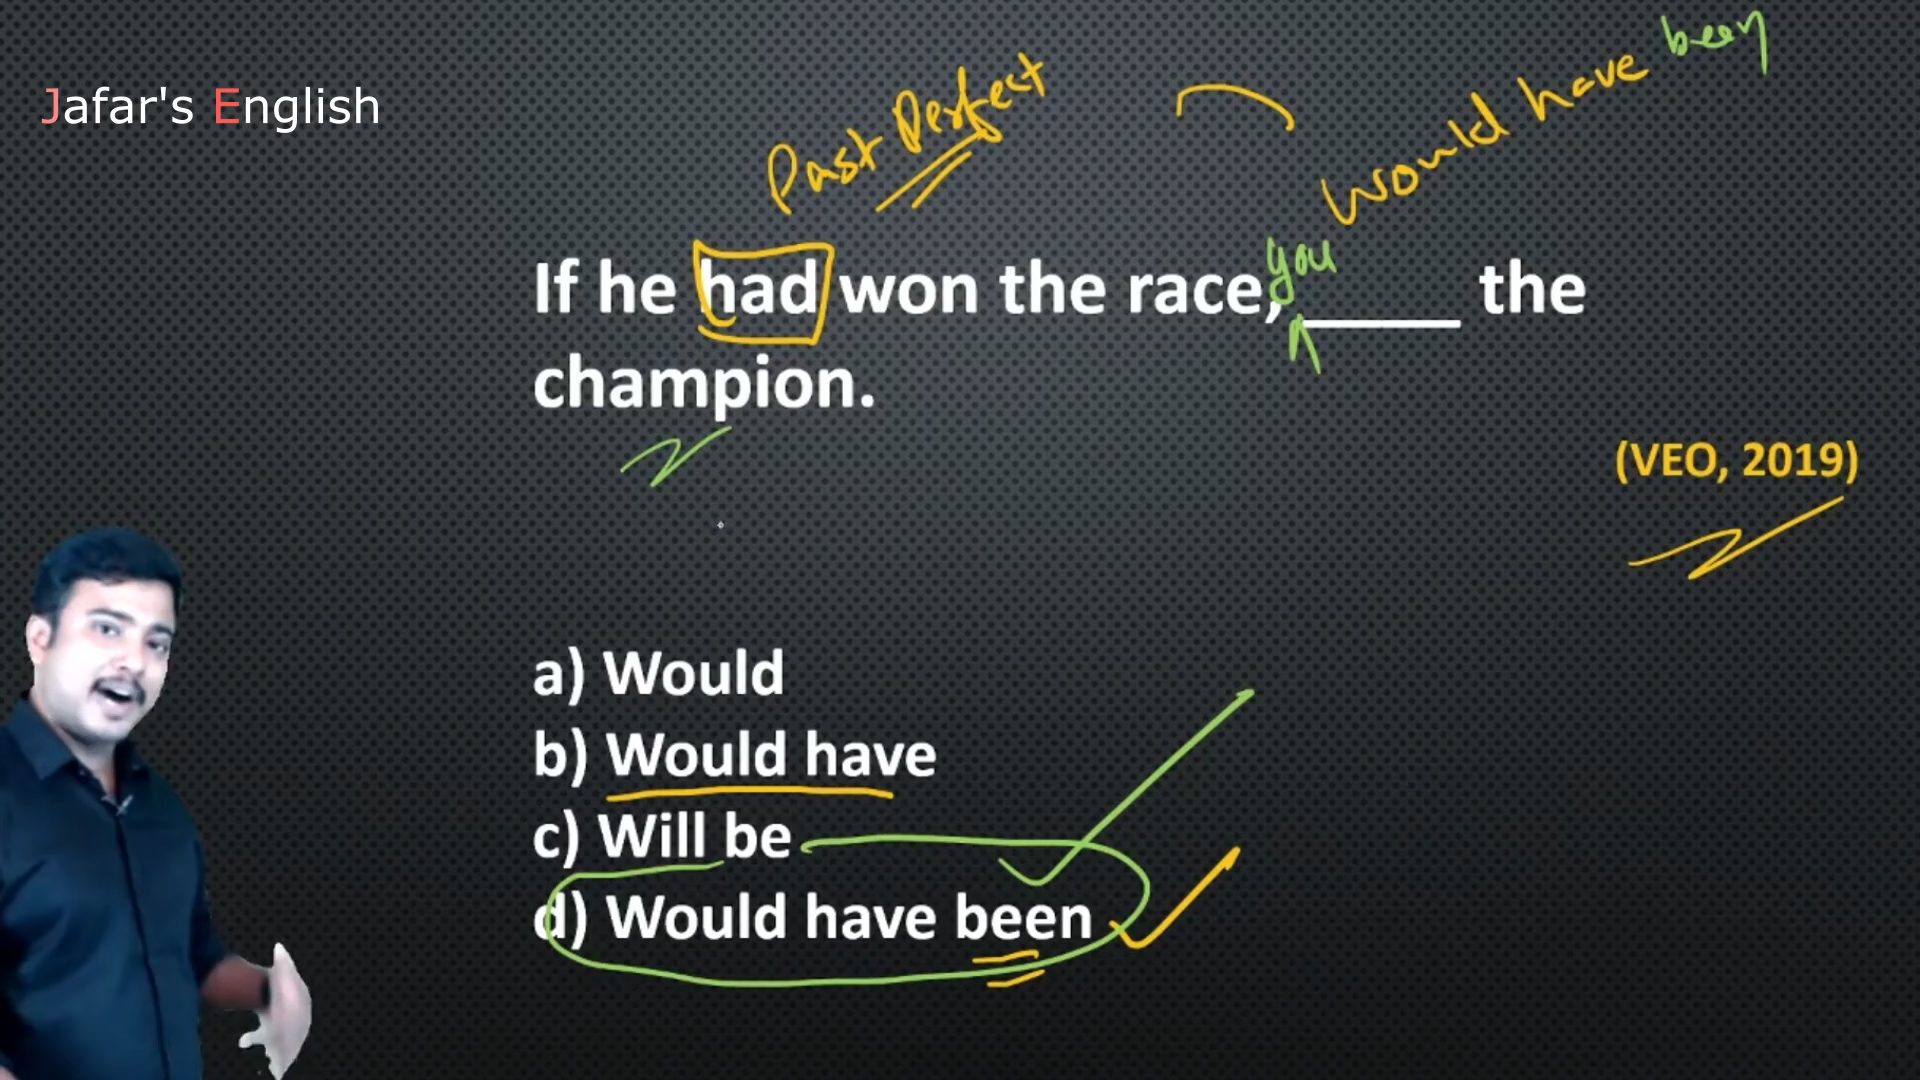 Jafar's English
Past Perfect
would have been
you
If he had won the race, _____ the
champion.
(VEO, 2019)
a) Would
b) Would have
c) Will be
d) Would have been